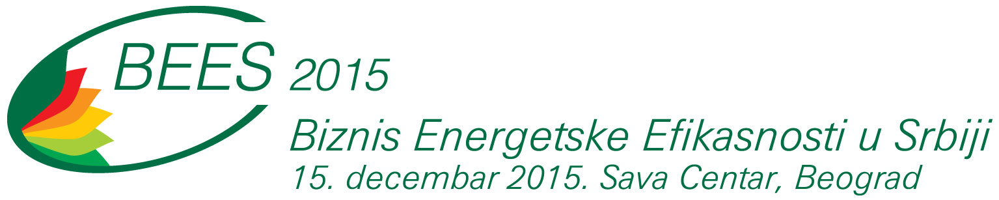 BEES 2015
Biznis Energetske Efikasnosti u Srbiji
15. decembar 2015. Sava Centar, Beograd